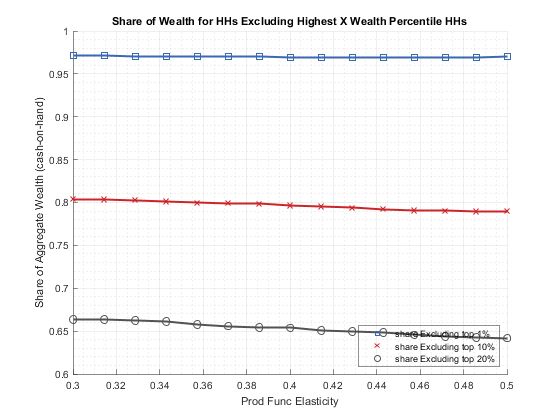 Share of Wealth for HHs Excluding Highest X Wealth Percentile HHs
1
0.95
0.9
0.85
0.8
0.75
0.7
0.65
0.6
Share of Aggregate Wealth (cash-on-hand)
share Excluding top 1%
share Excluding top 10%
share Excluding top 20%
0.3 0.32 0.34 0.36 0.38 0.4 0.42 0.44 0.46 0.48 0.5
Prod Func Elasticity